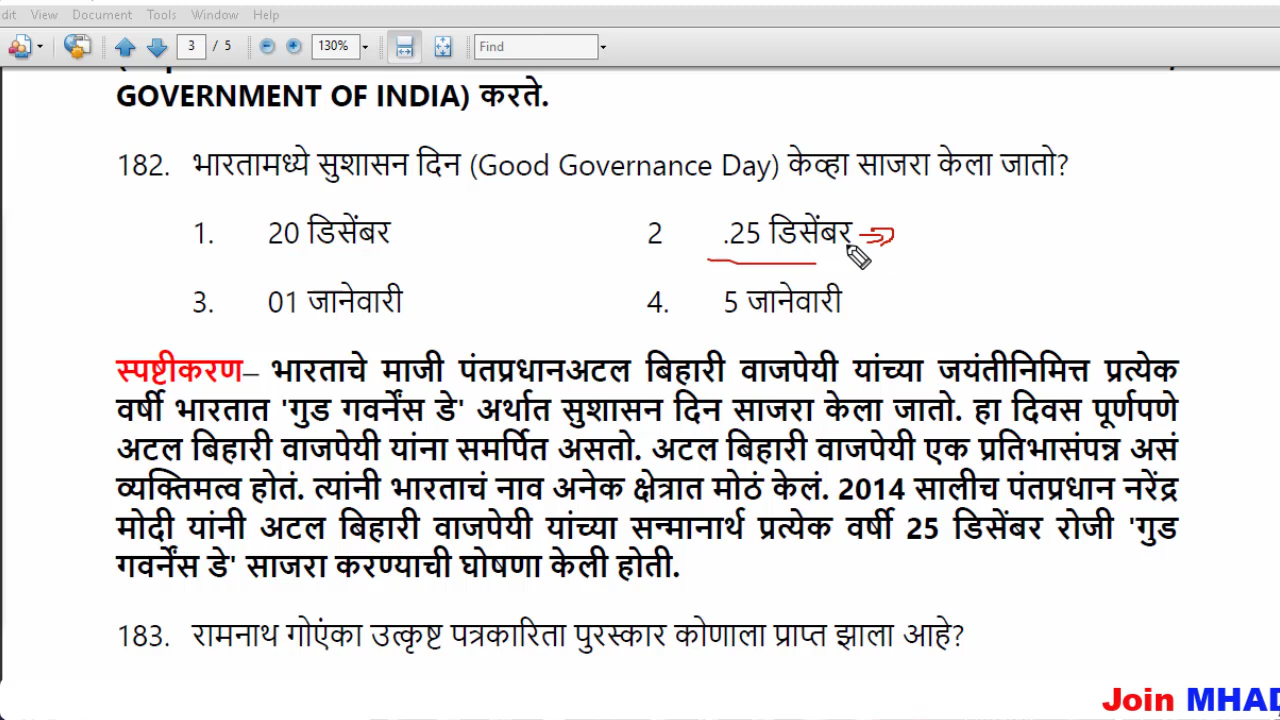 dit View Document Tools Window Help
3 / 5 130% Find
GOVERNMENT OF INDIA) करते.
182. भारतामध्ये सुशासन दिन (Good Governance Day) केव्हा साजरा केला जातो?
1. 20 डिसेंबर 2 .25 डिसेंबर
3. 01 जानेवारी 4. 5 जानेवारी
स्पष्टीकरण– भारताचे माजी पंतप्रधानअटल बिहारी वाजपेयी यांच्या जयंतीनिमित्त प्रत्येक
वर्षी भारतात 'गुड गवर्नेंस डे' अर्थात सुशासन दिन साजरा केला जातो. हा दिवस पूर्णपणे
अटल बिहारी वाजपेयी यांना समर्पित असतो. अटल बिहारी वाजपेयी एक प्रतिभासंपन्न असं
व्यक्तिमत्व होतं. त्यांनी भारताचं नाव अनेक क्षेत्रात मोठं केलं. 2014 सालीच पंतप्रधान नरेंद्र
मोदी यांनी अटल बिहारी वाजपेयी यांच्या सन्मानार्थ प्रत्येक वर्षी 25 डिसेंबर रोजी 'गुड
गवर्नेंस डे' साजरा करण्याची घोषणा केली होती.
183. रामनाथ गोएंका उत्कृष्ट पत्रकारिता पुरस्कार कोणाला प्राप्त झाला आहे?
Join MHAD